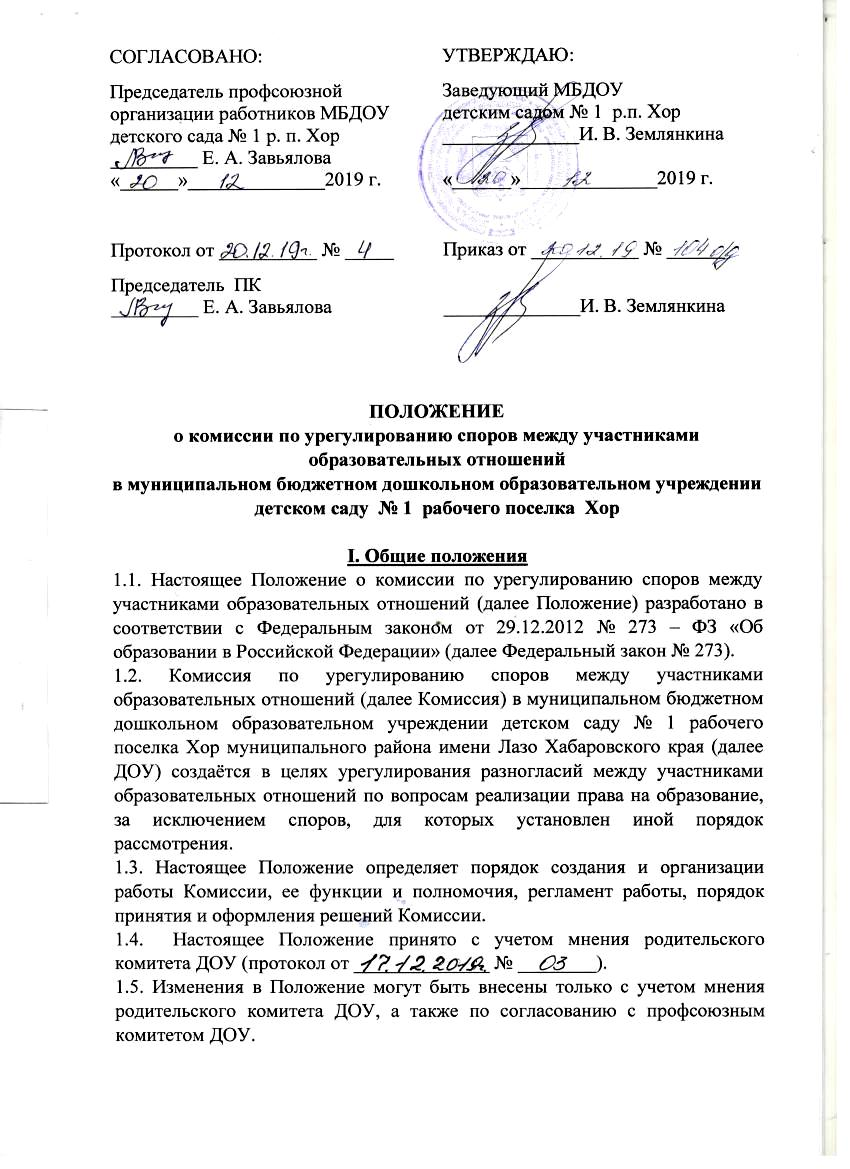 СОГЛАСОВАНО:
Председатель профсоюзной
организации работников МБДОУ
детского сада № 1 р. п. Хор
_________ Е. А. Завьялова
«  20  »       12       2019 г.
Протокол от 20.12.19г. № 4
Председатель  ПК
_________ Е. А. Завьялова
УТВЕРЖДАЮ:
Заведующий МБДОУ
детским садом № 1  р.п. Хор
______________И. В. Землянкина
«  20  »       12       2019 г.
Приказ от 20.12.19 № 104 о/д
______________И. В. Землянкина
ПОЛОЖЕНИЕ
о комиссии по урегулированию споров между участниками
образовательных отношений
в муниципальном бюджетном дошкольном образовательном учреждении
детском саду  № 1  рабочего поселка  Хор
I. Общие положения
1.1. Настоящее Положение о комиссии по урегулированию споров между
участниками образовательных отношений (далее Положение) разработано в
соответствии с Федеральным законом от 29.12.2012 № 273 – ФЗ «Об
образовании в Российской Федерации» (далее Федеральный закон № 273).
1.2. Комиссия по урегулированию споров между участниками
образовательных отношений (далее Комиссия) в муниципальном бюджетном
дошкольном образовательном учреждении детском саду № 1 рабочего
поселка Хор муниципального района имени Лазо Хабаровского края (далее
ДОУ) создаётся в целях урегулирования разногласий между участниками
образовательных отношений по вопросам реализации права на образование,
за исключением споров, для которых установлен иной порядок
рассмотрения.
1.3. Настоящее Положение определяет порядок создания и организации
работы Комиссии, ее функции и полномочия, регламент работы, порядок
принятия и оформления решений Комиссии.
1.4. Настоящее Положение принято с учетом мнения родительского
комитета ДОУ (протокол от 17.12.2019г. № 03 ).
1.5. Изменения в Положение могут быть внесены только с учетом мнения
родительского комитета ДОУ, а также по согласованию с профсоюзным
комитетом ДОУ.